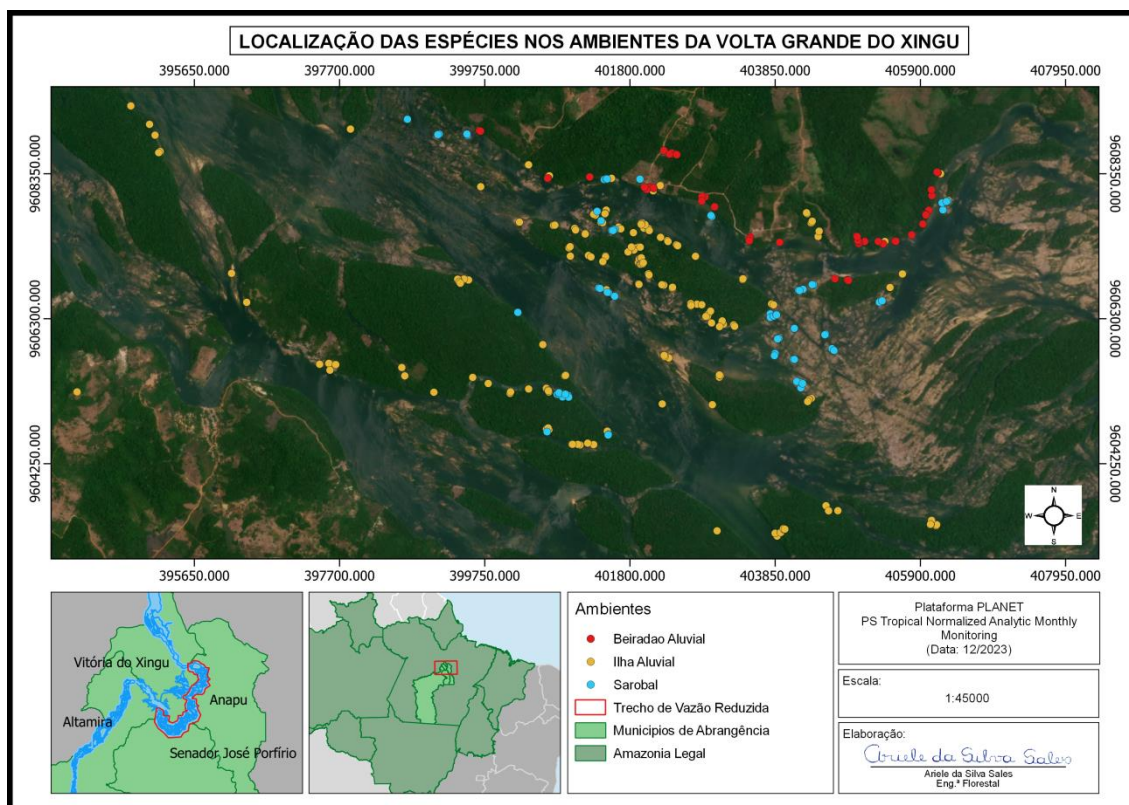 LOCALIZAÇÃO DAS ESPÉCIES NOS AMBIENTES DA VOLTA GRANDE DO XINGU
395650.000 397700.000 399750.000 401800.000 403850.000 405900.000 407950.000
9608350.000 9608350.000
9606300.000 9606300.000
9604250.000 9604250.000
N
W E
S
395650.000 397700.000 399750.000 401800.000 403850.000 405900.000 407950.000
Vitória do Xingu
Anapu
Altamira
Senador José Porfírio
Ambientes
Beiradao Aluvial
Ilha Aluvial
Sarobal
Trecho de Vazão Reduzida
Municipios de Abrangência
Amazonia Legal
Plataforma PLANET
PS Tropical Normalized Analytic Monthly
Monitoring
(Data: 12/2023)
Escala:
1:45000
Elaboração:
Ariele da Silva Sales
Ariele da Silva Sales
Eng.ª Florestal